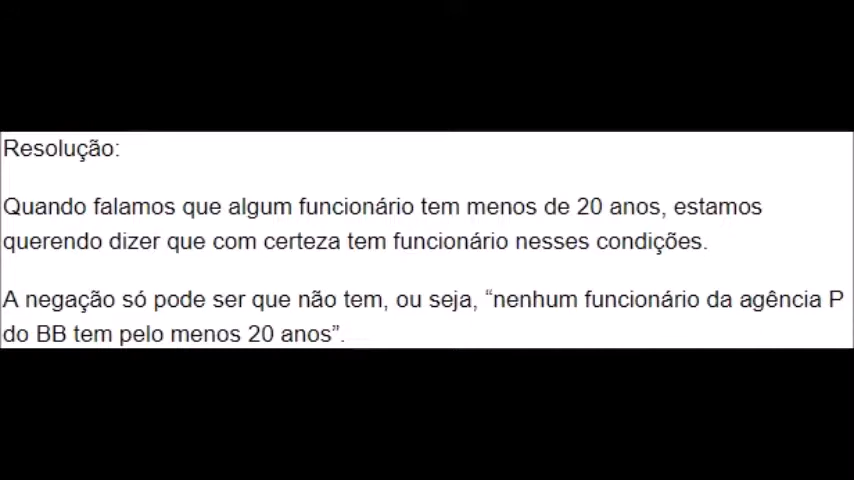 Resolução:
Quando falamos que algum funcionário tem menos de 20 anos, estamos
querendo dizer que com certeza tem funcionário nesses condições.
A negação só pode ser que não tem, ou seja, “nenhum funcionário da agência P
do BB tem pelo menos 20 anos”.